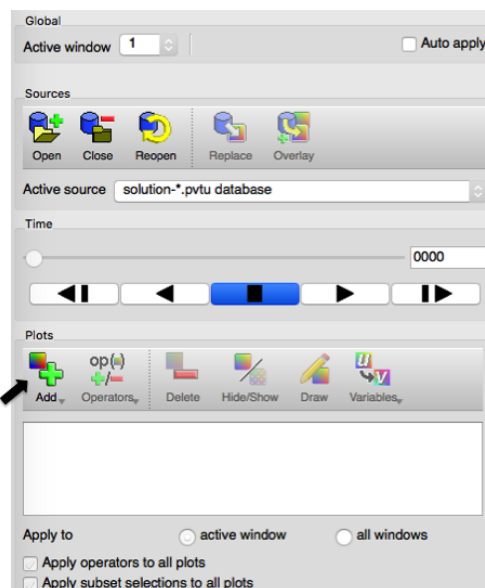 Global
Active window 1
Auto apply
Sources
Open Close Reopen Replace Overlay
Active source solution-*.pvtu database
Time
0000
Plots
op(=)
+/-
U
V
Add Operators Delete Hide/Show Draw Variables
Apply to active window all windows
Apply operators to all plots
Apply subset selections to all plots